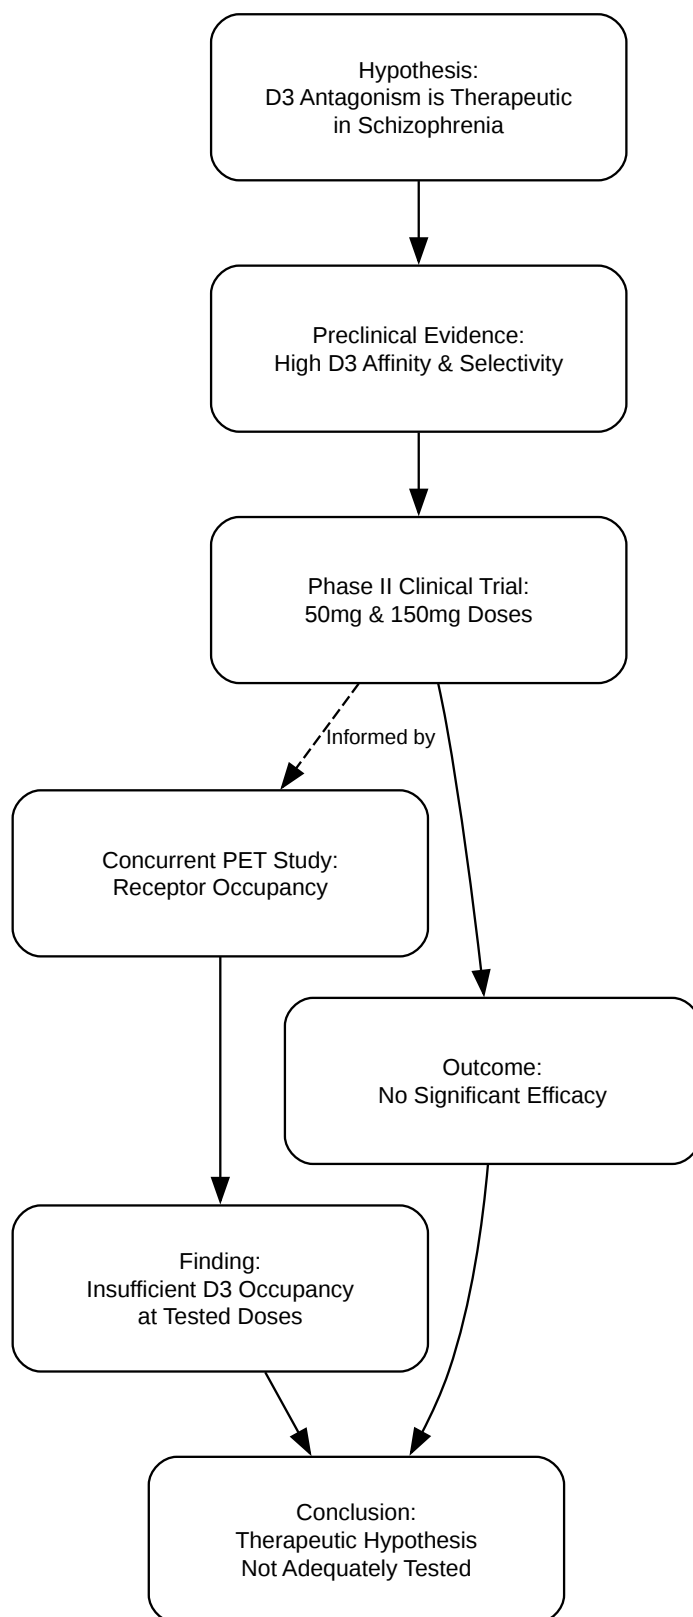 Hypothesis:
D3 Antagonism is Therapeutic
in Schizophrenia
Preclinical Evidence:
High D3 Affinity & Selectivity
Phase II Clinical Trial:
50mg & 150mg Doses
Informed by
Concurrent PET Study:
Receptor Occupancy
Outcome:
No Significant Efficacy
Finding:
Insufficient D3 Occupancy
at Tested Doses
Conclusion:
Therapeutic Hypothesis
Not Adequately Tested